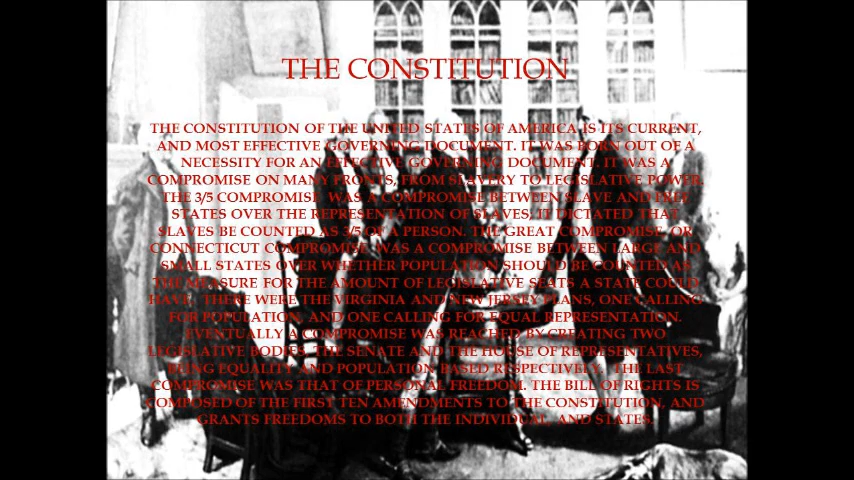 THE CONSTITUTION
THE CONSTITUTION OF THE UNITED STATES OF AMERICA IS ITS CURRENT,
AND MOST EFFECTIVE GOVERNING DOCUMENT. IT WAS BORN OUT OF A
NECESSITY FOR AN EFFECTIVE GOVERNING DOCUMENT. IT WAS A
COMPROMISE ON MANY FRONTS, FROM SLAVERY TO LEGISLATIVE POWER.
THE 3/5 COMPROMISE WAS A COMPROMISE BETWEEN SLAVE AND FREE
STATES OVER THE REPRESENTATION OF SLAVES; IT DICTATED THAT
SLAVES BE COUNTED AS 3/5 OF A PERSON. THE GREAT COMPROMISE, OR
CONNECTICUT COMPROMISE, WAS A COMPROMISE BETWEEN LARGE AND
SMALL STATES OVER WHETHER POPULATION SHOULD BE COUNTED AS
THE MEASURE FOR THE AMOUNT OF LEGISLATIVE SEATS A STATE COULD
HAVE. THERE WERE THE VIRGINIA AND NEW JERSEY PLANS, ONE CALLING
FOR POPULATION, AND ONE CALLING FOR EQUAL REPRESENTATION.
EVENTUALLY A COMPROMISE WAS REACHED BY CREATING TWO
LEGISLATIVE BODIES, THE SENATE AND THE HOUSE OF REPRESENTATIVES,
BEING EQUALITY AND POPULATION BASED RESPECTIVELY. THE LAST
COMPROMISE WAS THAT OF PERSONAL FREEDOM. THE BILL OF RIGHTS IS
COMPOSED OF THE FIRST TEN AMENDMENTS TO THE CONSTITUTION, AND
GRANTS FREEDOMS TO BOTH THE INDIVIDUAL, AND STATES.